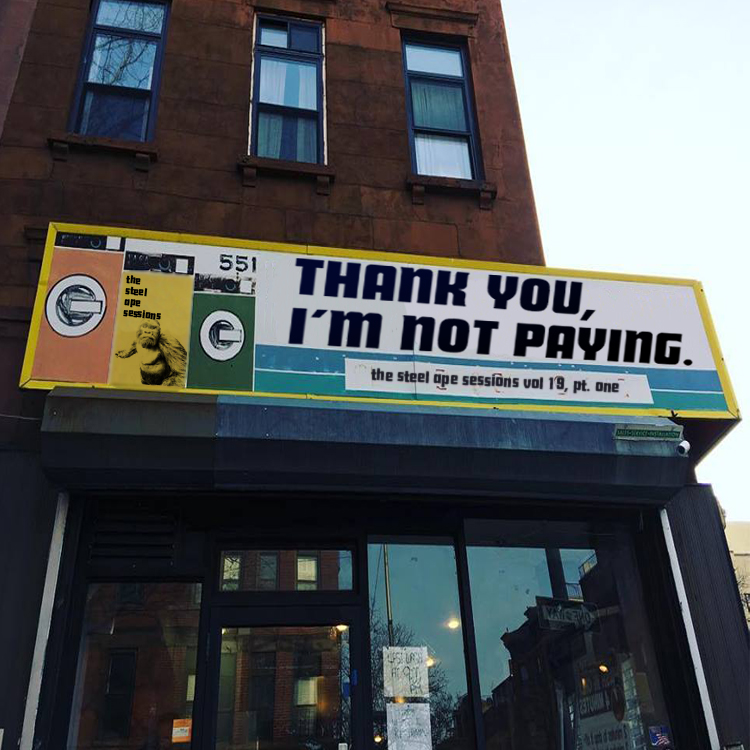 551
THANK YOU,
I'M NOT PAYING.
the
steel
ape
sessions
the steel ape sessions vol 19, pt. one